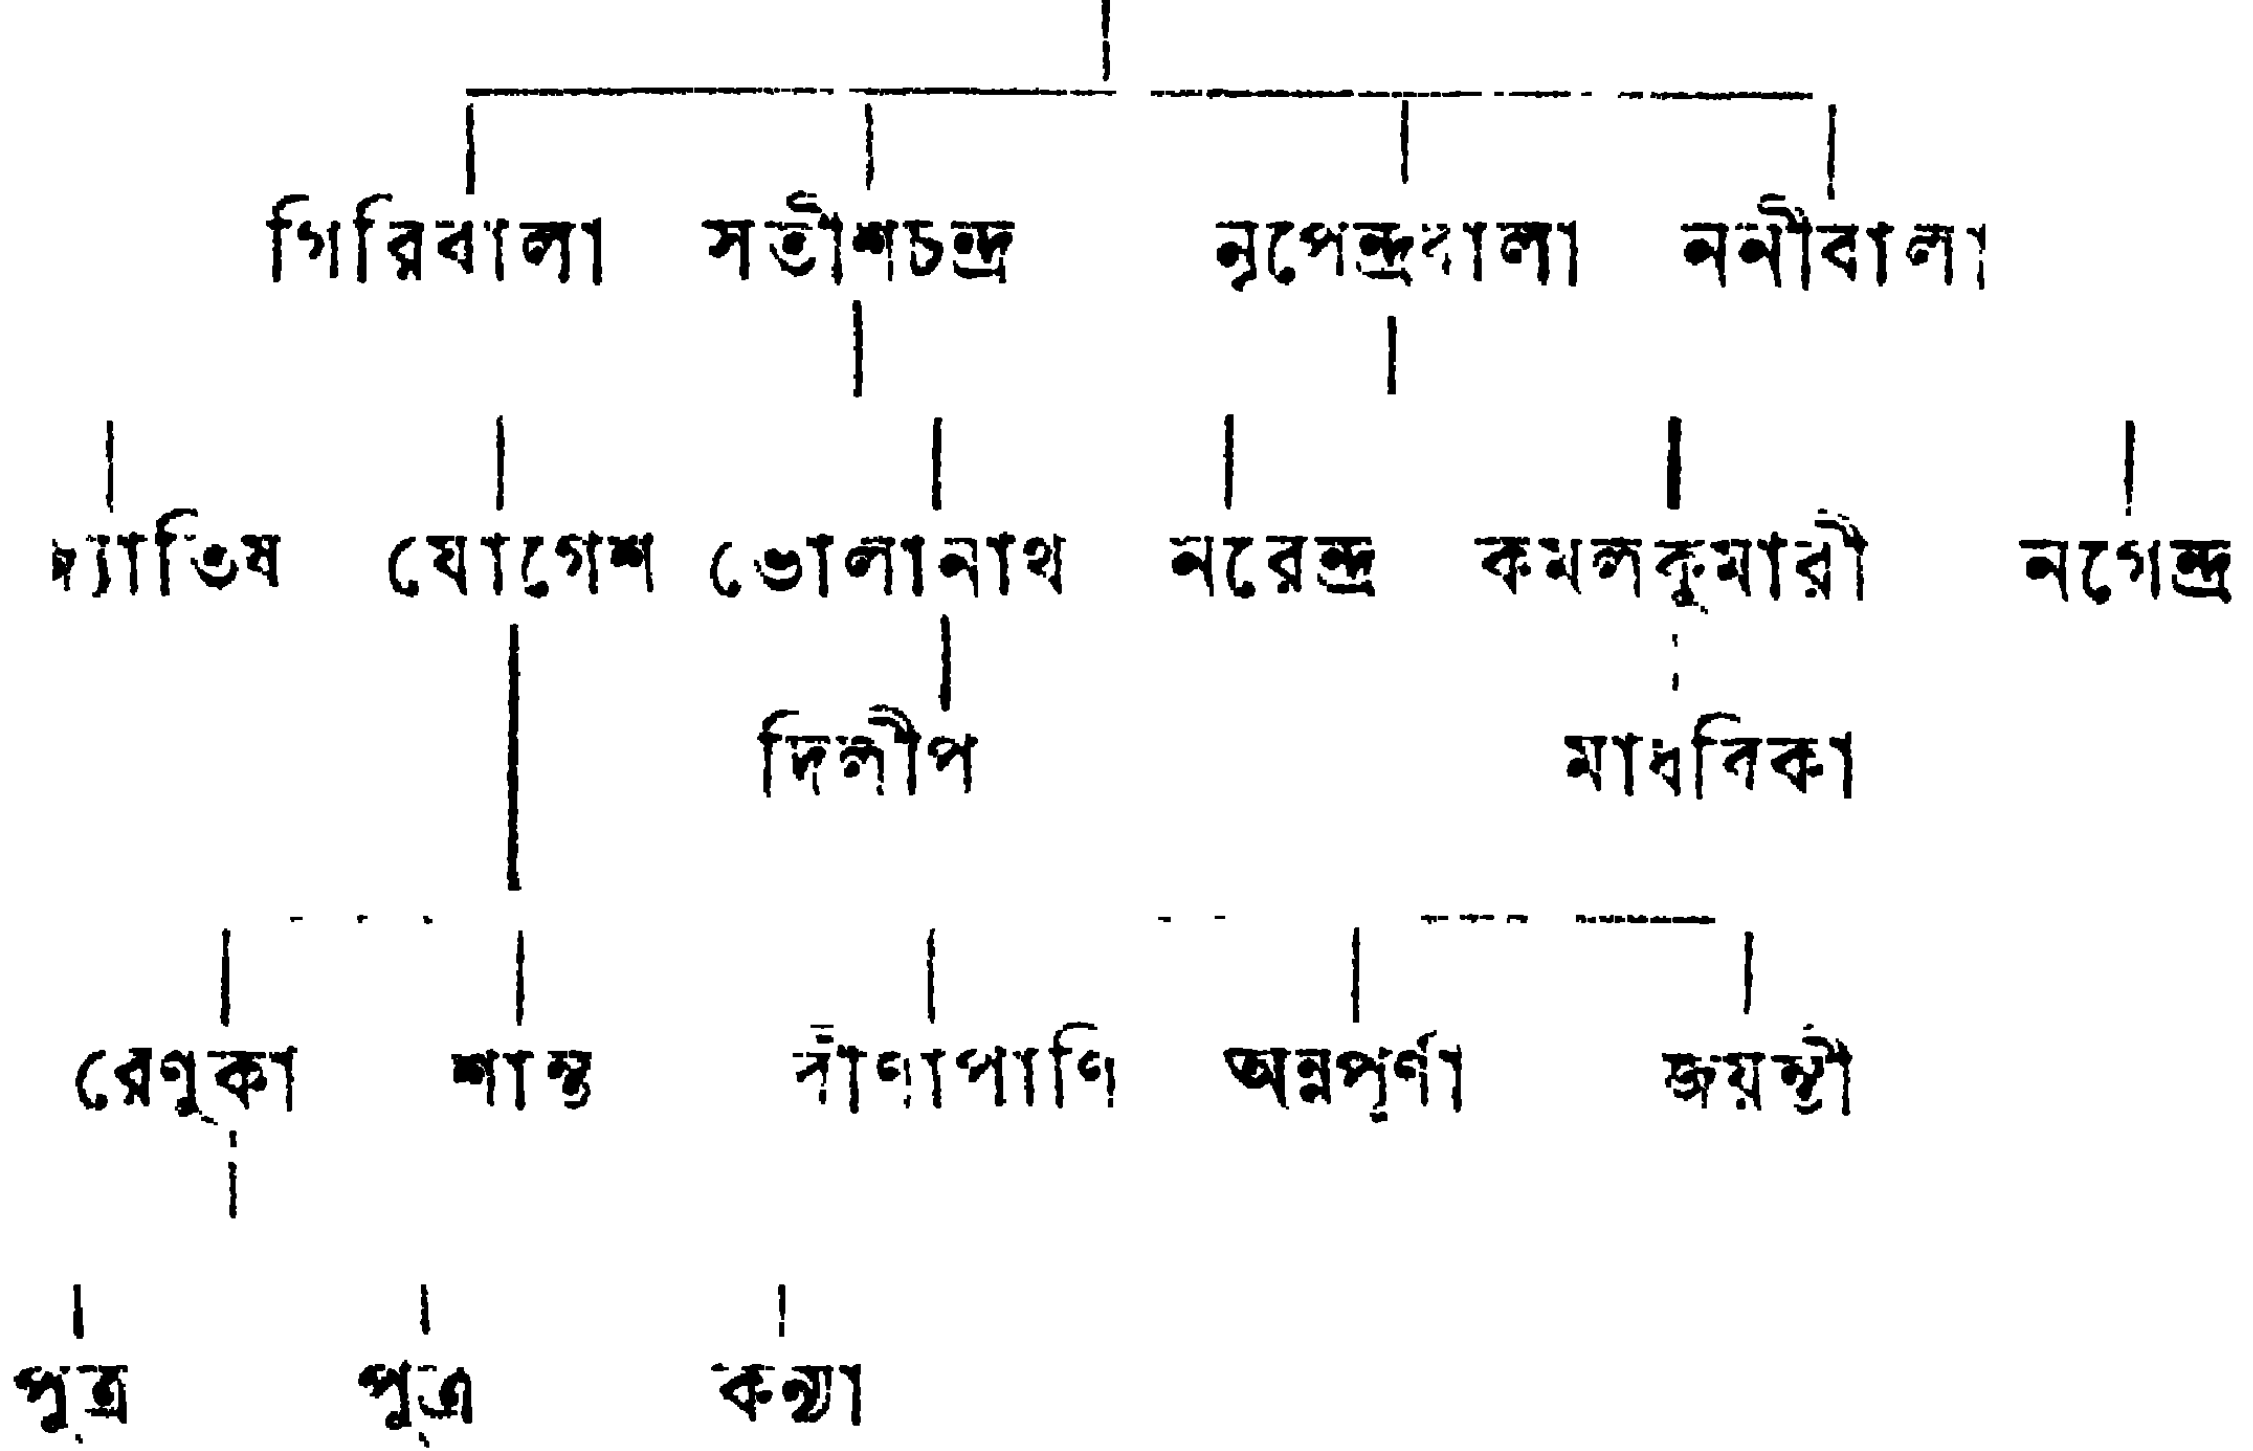 গিরিবালা সতীশচন্দ্র নৃপেন্দ্রবালা ননীবালা
যোগেশ ভোলানাথ নরেন্দ্র কমলকুমারী নগেন্দ্র
দিলীপ মাধবিকা
রেণুকা শান্ত বীণাপাণি অন্নপূর্ণা জয়ন্তী
পুত্র পুত্র কন্যা